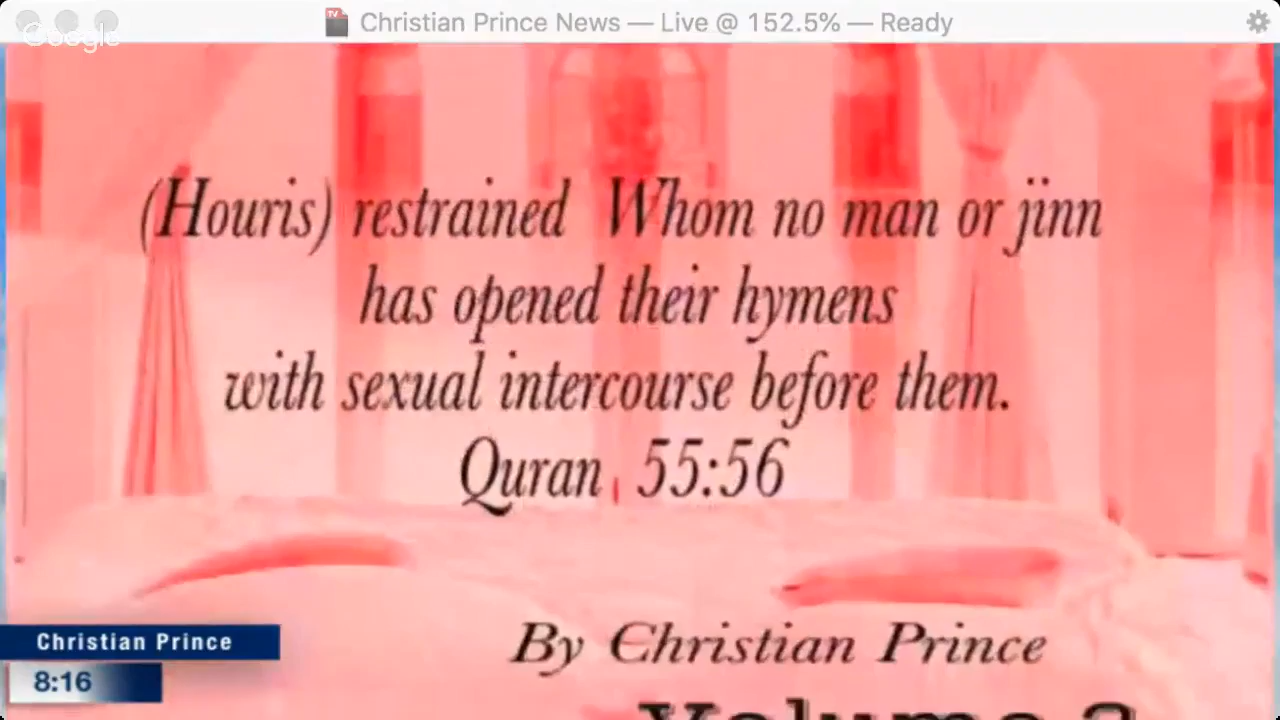 Christian Prince News — Live @ 152.5% — Ready
Google
(Houris) restrained Whom no man or jinn
has opened their hymens
with sexual intercourse before them.
Quran 55:56
By Christian Prince
Christian Prince
8:16